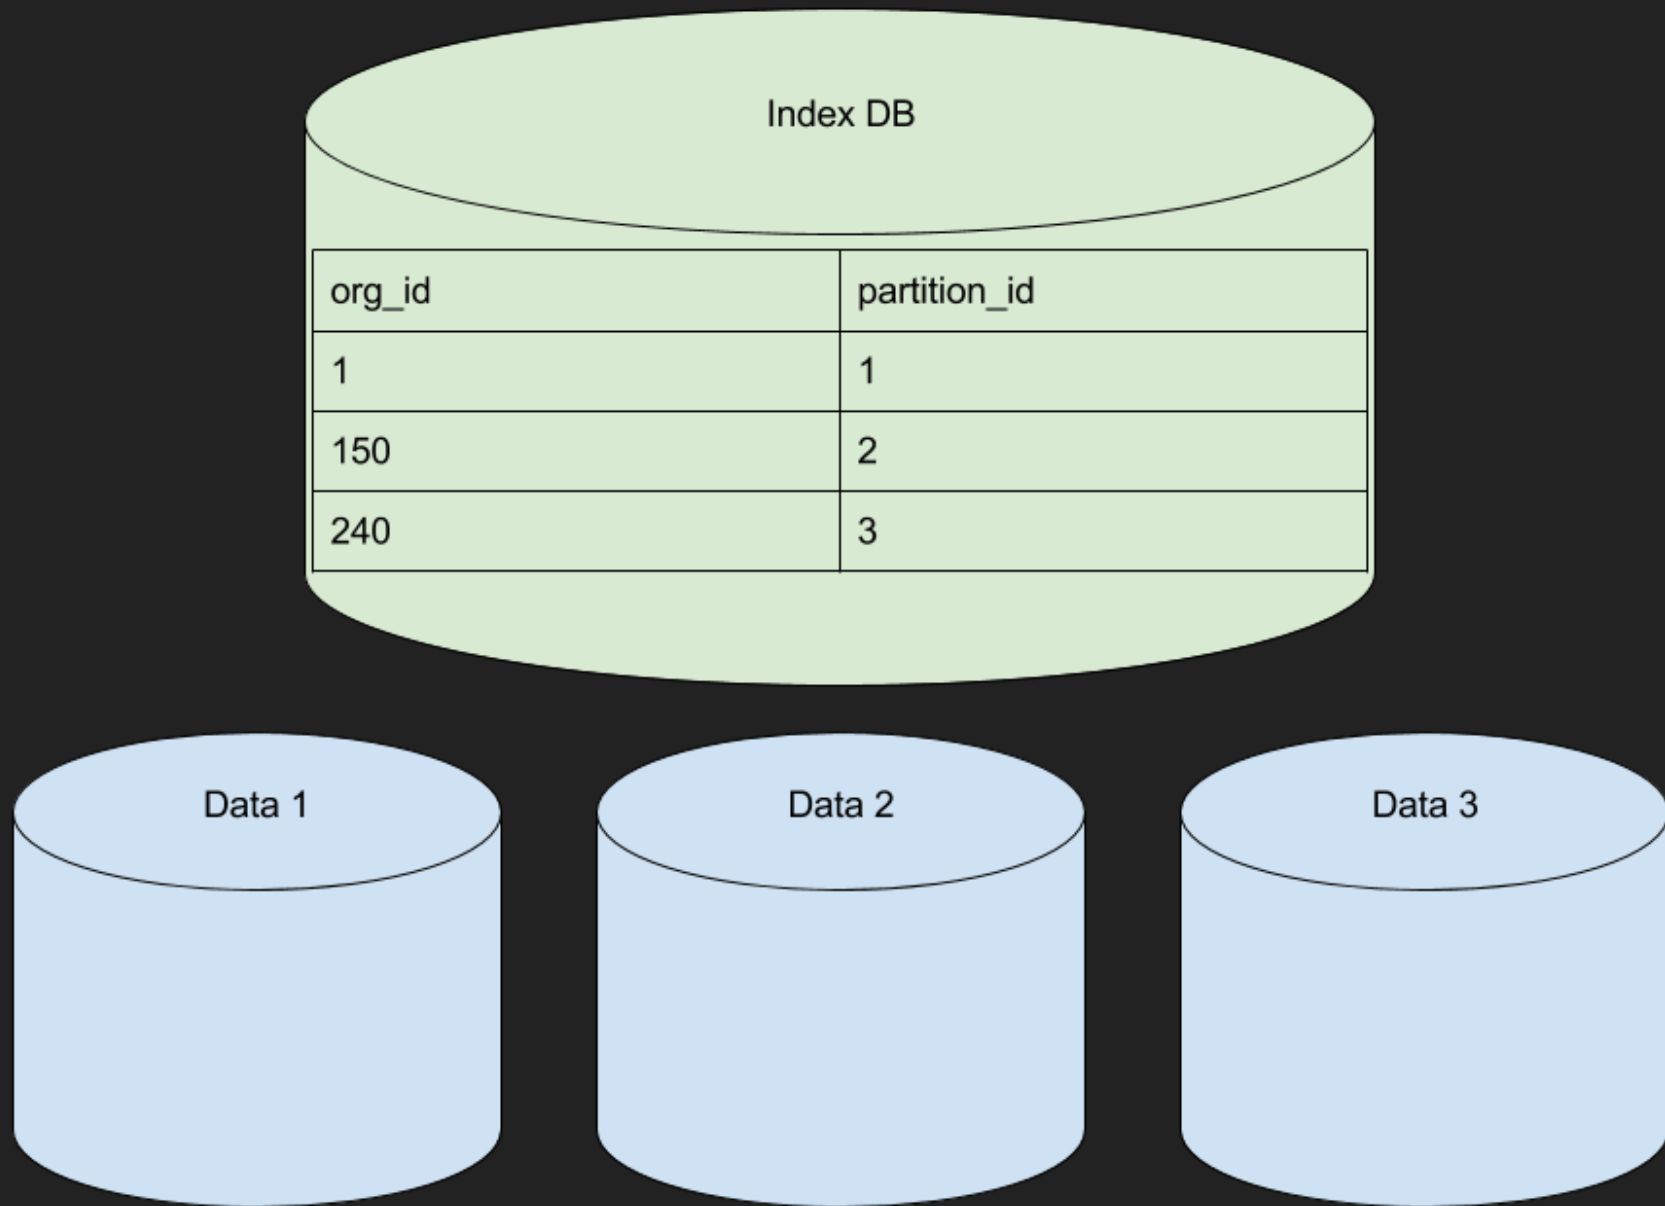 Index DB
org_id partition_id
1 1
150 2
240 3
Data 1 Data 2 Data 3